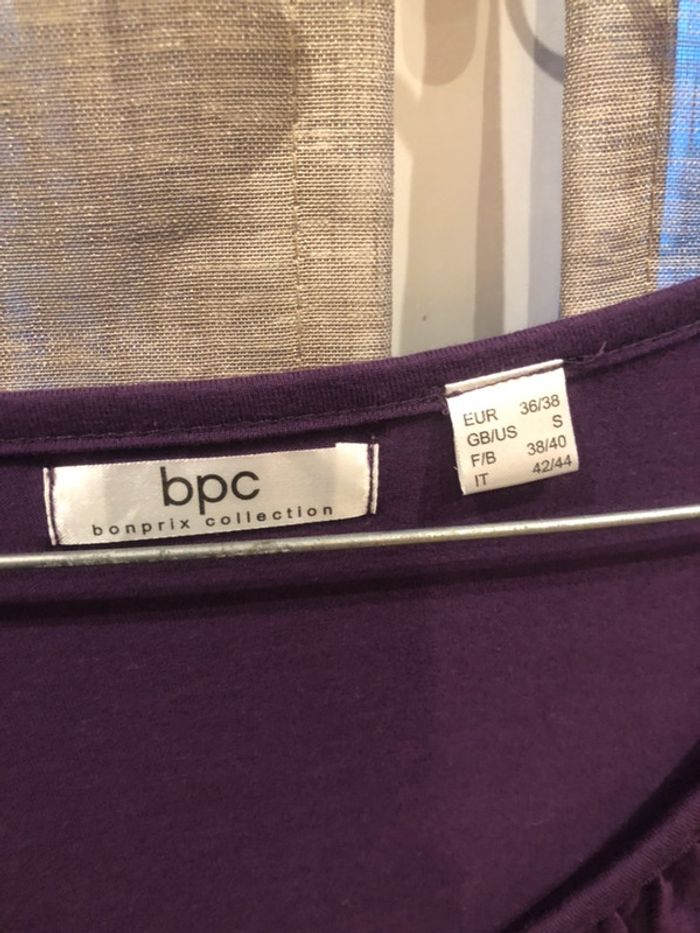 bpc
bonprix collection
EUR 36/38
GB/US S
F/B 38/40
IT 42/44